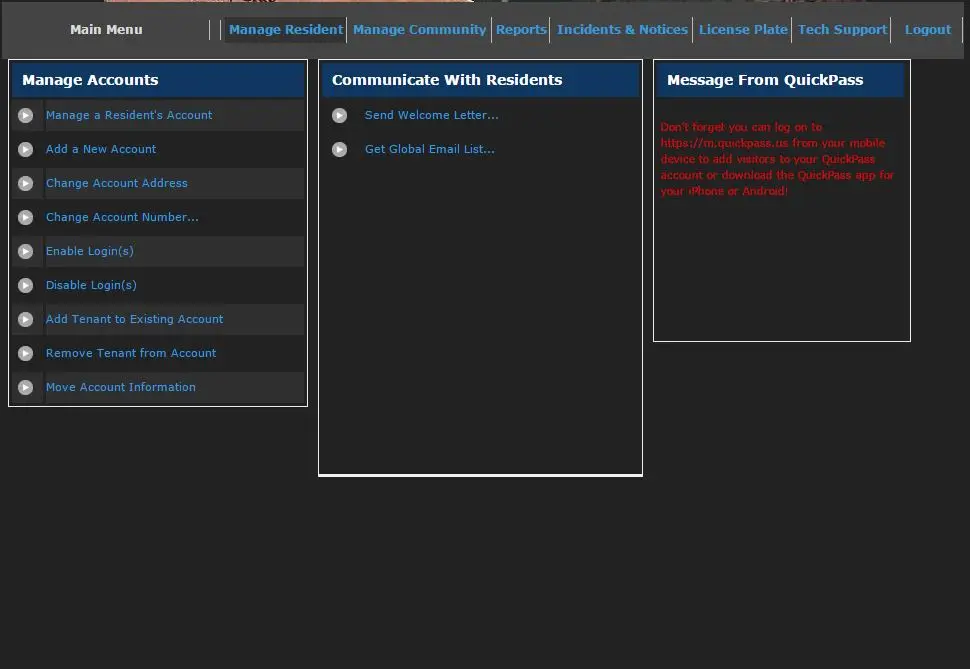 Main Menu
Manage Resident
Manage Community
Reports
Incidents & Notices
License Plate
Tech Support
Logout
Manage Accounts
Manage a Resident's Account
Add a New Account
Change Account Address
Change Account Number...
Enable Login(s)
Disable Login(s)
Add Tenant to Existing Account
Remove Tenant from Account
Move Account Information
Communicate With Residents
Send Welcome Letter...
Get Global Email List...
Message From QuickPass
Don't forget you can log on to
https://m.quickpass.us from your mobile
device to add visitors to your QuickPass
account or download the QuickPass app for
your iPhone or Android!